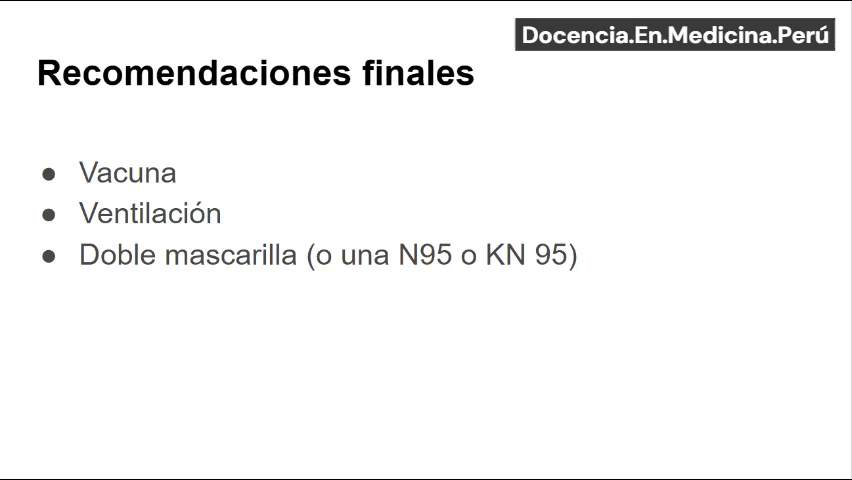 Docencia.En.Medicina.Perú
Recomendaciones finales
● Vacuna
● Ventilación
● Doble mascarilla (o una N95 o KN 95)